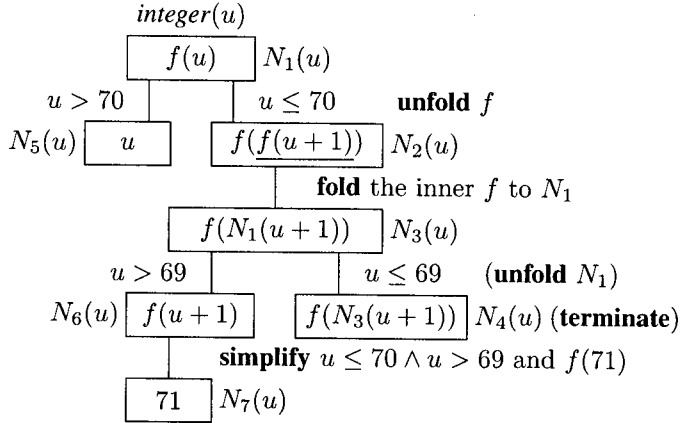 integer(u)
f(u) N₁(u)
u > 70 u ≤ 70 unfold f
N₅(u) u f(f(u + 1)) N₂(u)
fold the inner f to N₁
f(N₁(u + 1)) N₃(u)
u > 69 u ≤ 69 (unfold N₁)
N₆(u) f(u + 1) f(N₃(u + 1)) N₄(u) (terminate)
simplify u ≤ 70 ∧ u > 69 and f(71)
71 N₇(u)